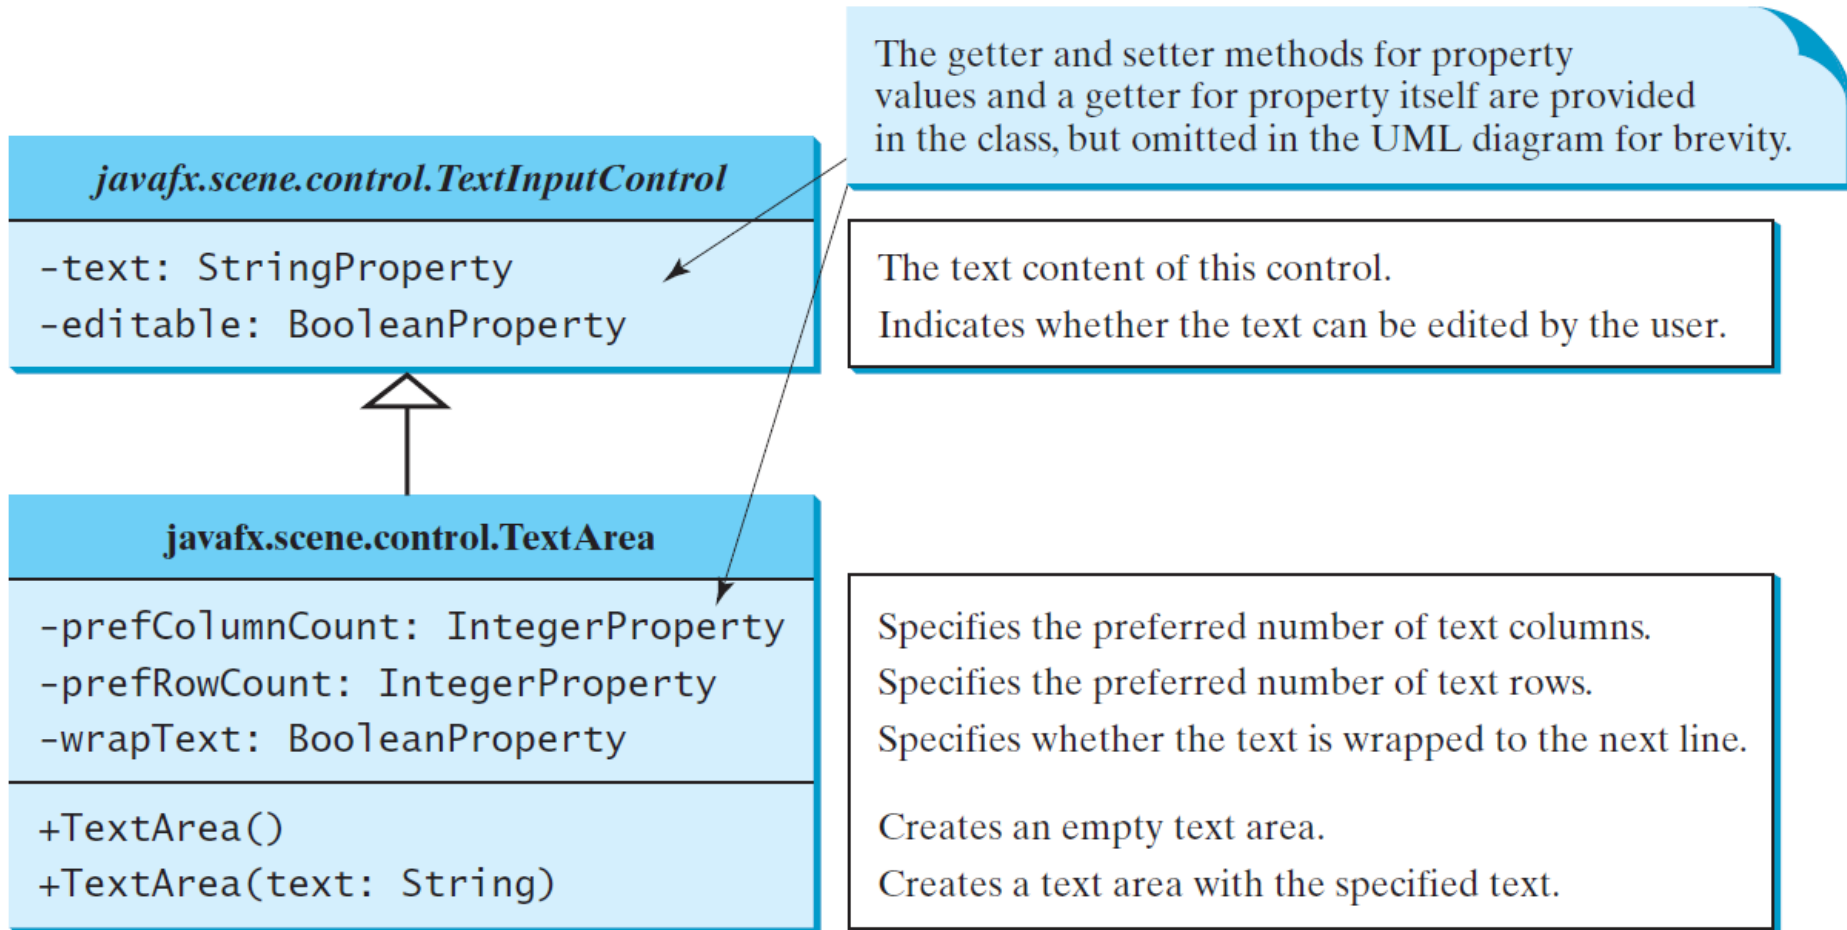 The getter and setter methods for property
values and a getter for property itself are provided
in the class, but omitted in the UML diagram for brevity.
javafx.scene.control.TextInputControl
-text: StringProperty
-editable: BooleanProperty
The text content of this control.
Indicates whether the text can be edited by the user.
javafx.scene.control.TextArea
-prefColumnCount: IntegerProperty
-prefRowCount: IntegerProperty
-wrapText: BooleanProperty
+TextArea()
+TextArea(text: String)
Specifies the preferred number of text columns.
Specifies the preferred number of text rows.
Specifies whether the text is wrapped to the next line.
Creates an empty text area.
Creates a text area with the specified text.